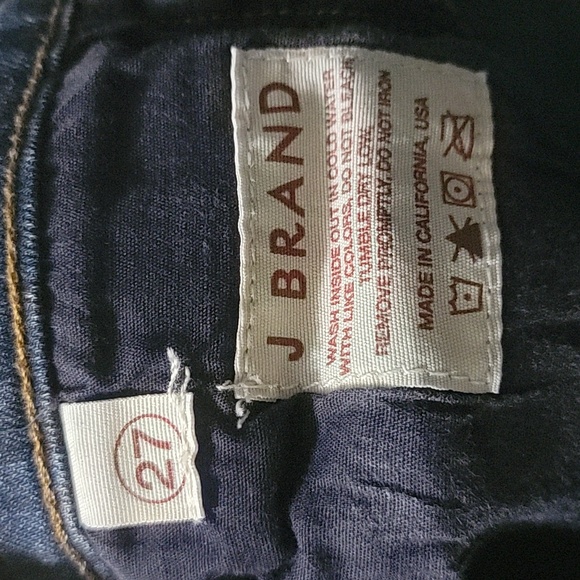 J BRAND
WASH INSIDE OUT IN COLD WATER
WITH LIKE COLORS, DO NOT BLEACH
TUMBLE DRY LOW,
REMOVE PROMPTLY, DO NOT IRON
MADE IN CALIFORNIA, USA
27